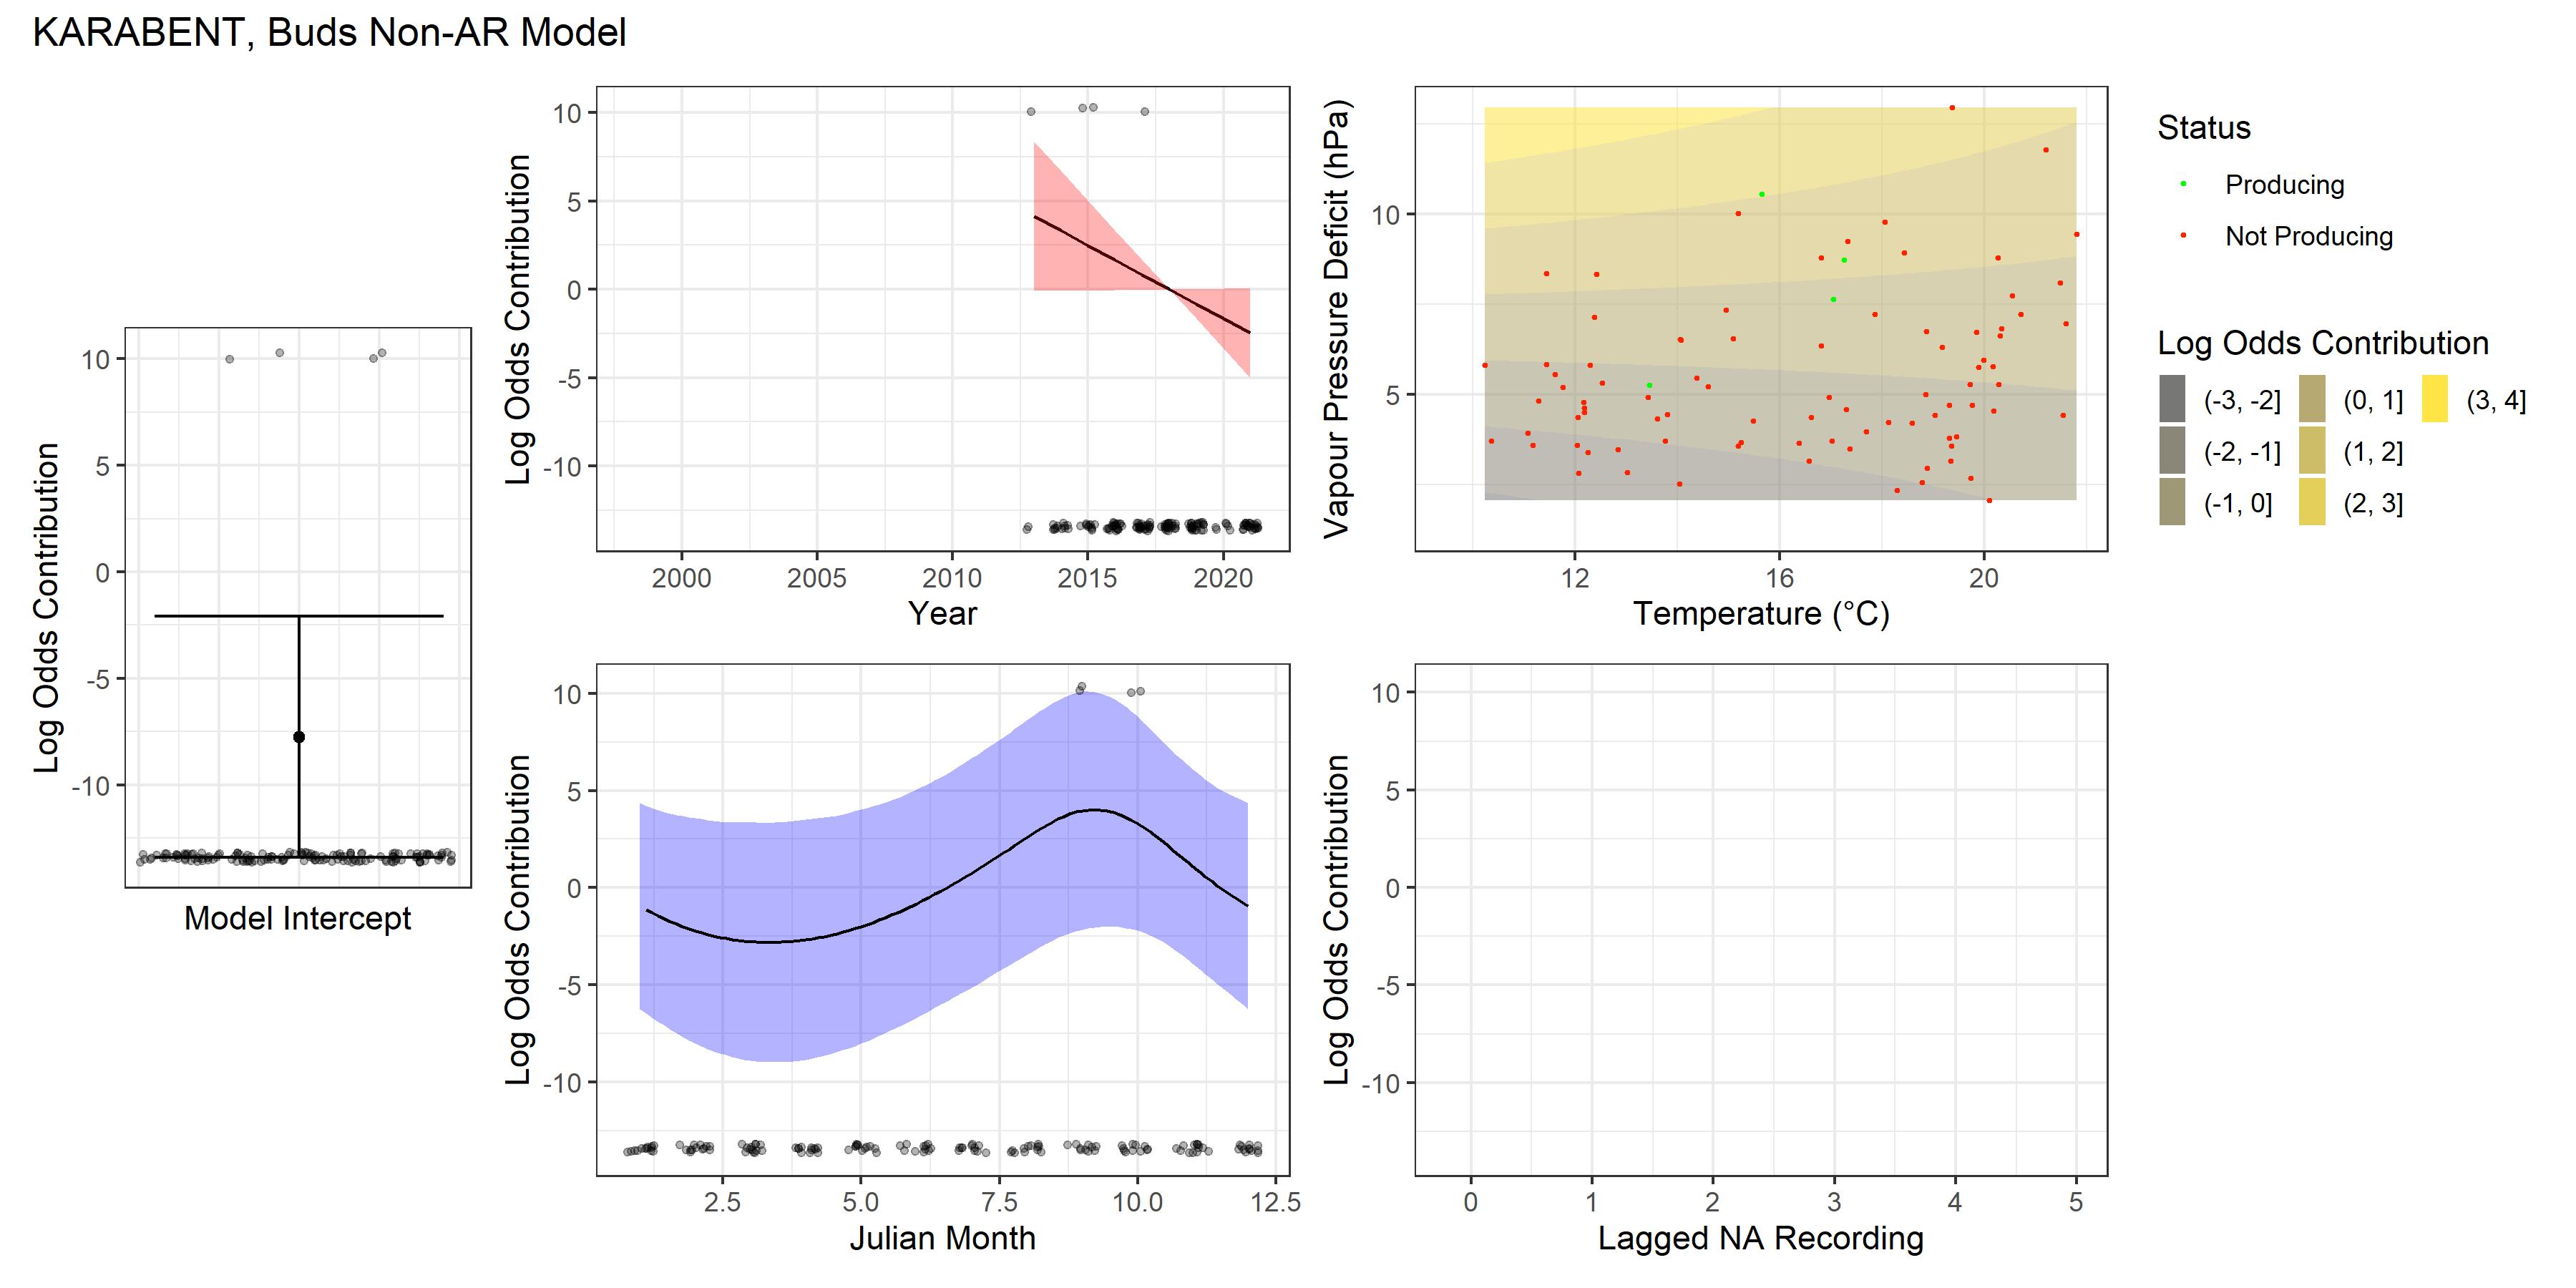 KARABENT, Buds Non-AR Model
Log Odds Contribution
10
5
0
-5
-10
Model Intercept
Log Odds Contribution
10
5
0
-5
-10
2000 2005 2010 2015 2020
Year
Vapour Pressure Deficit (hPa)
10
5
12 16 20
Temperature (°C)
Status
Producing
Not Producing
Log Odds Contribution
(-3, -2] (0, 1] (3, 4]
(-2, -1] (1, 2]
(-1, 0] (2, 3]
Log Odds Contribution
10
5
0
-5
-10
2.5 5.0 7.5 10.0 12.5
Julian Month
Log Odds Contribution
10
5
0
-5
-10
0 1 2 3 4 5
Lagged NA Recording